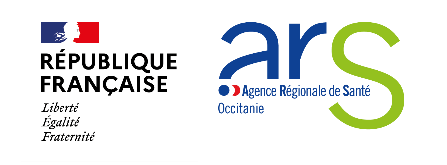 RÉPUBLIQUE
FRANÇAISE
Liberté
Égalité
Fraternité
ars
Agence Régionale de Santé
Occitanie